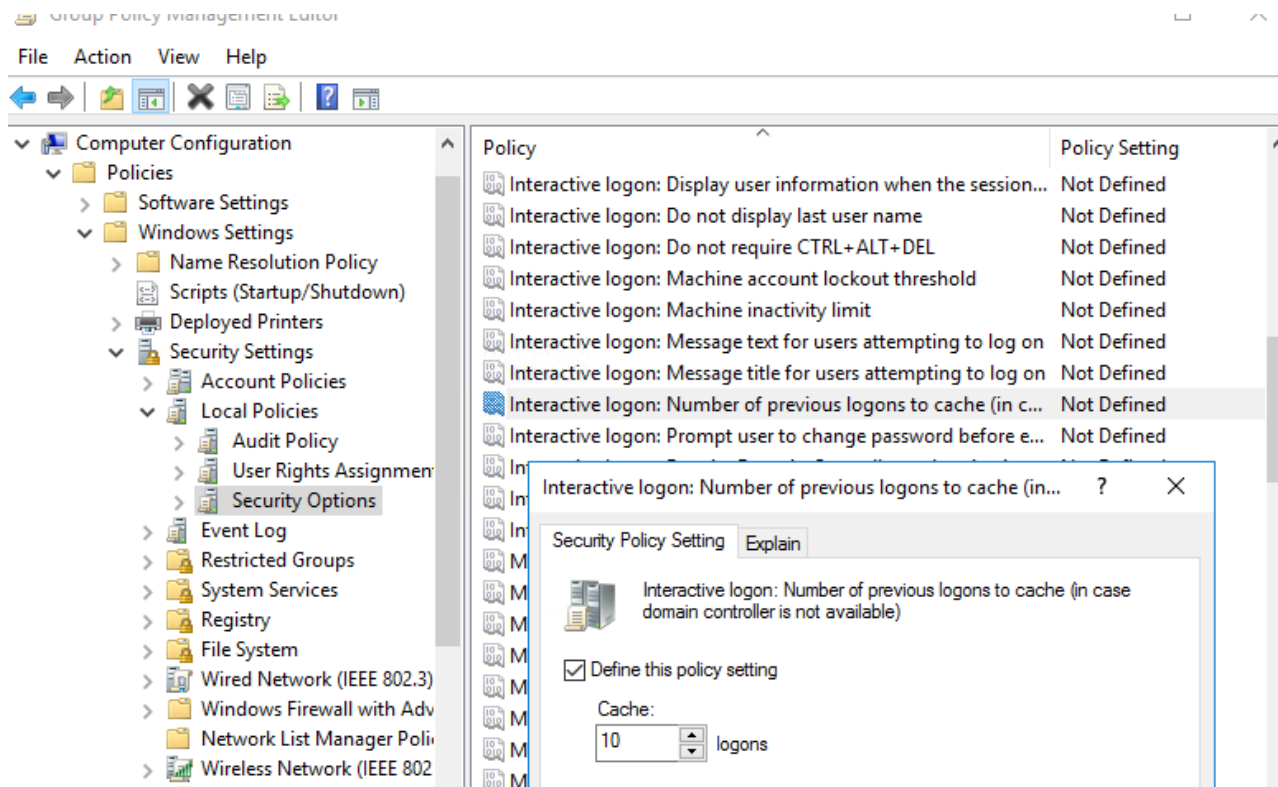 Group Policy Management Editor
File Action View Help
Computer Configuration
Policies
Software Settings
Windows Settings
Name Resolution Policy
Scripts (Startup/Shutdown)
Deployed Printers
Security Settings
Account Policies
Local Policies
Audit Policy
User Rights Assignmen
Security Options
Event Log
Restricted Groups
System Services
Registry
File System
Wired Network (IEEE 802.3)
Windows Firewall with Adv
Network List Manager Poli
Wireless Network (IEEE 802
Policy Policy Setting
Interactive logon: Display user information when the session... Not Defined
Interactive logon: Do not display last user name Not Defined
Interactive logon: Do not require CTRL+ALT+DEL Not Defined
Interactive logon: Machine account lockout threshold Not Defined
Interactive logon: Machine inactivity limit Not Defined
Interactive logon: Message text for users attempting to log on Not Defined
Interactive logon: Message title for users attempting to log on Not Defined
Interactive logon: Number of previous logons to cache (in c... Not Defined
Interactive logon: Prompt user to change password before e... Not Defined
In
In
In
M
M
M
M
M
M
M
M
Interactive logon: Number of previous logons to cache (in... ?
Security Policy Setting Explain
Interactive logon: Number of previous logons to cache (in case
domain controller is not available)
Define this policy setting
Cache:
10 logons